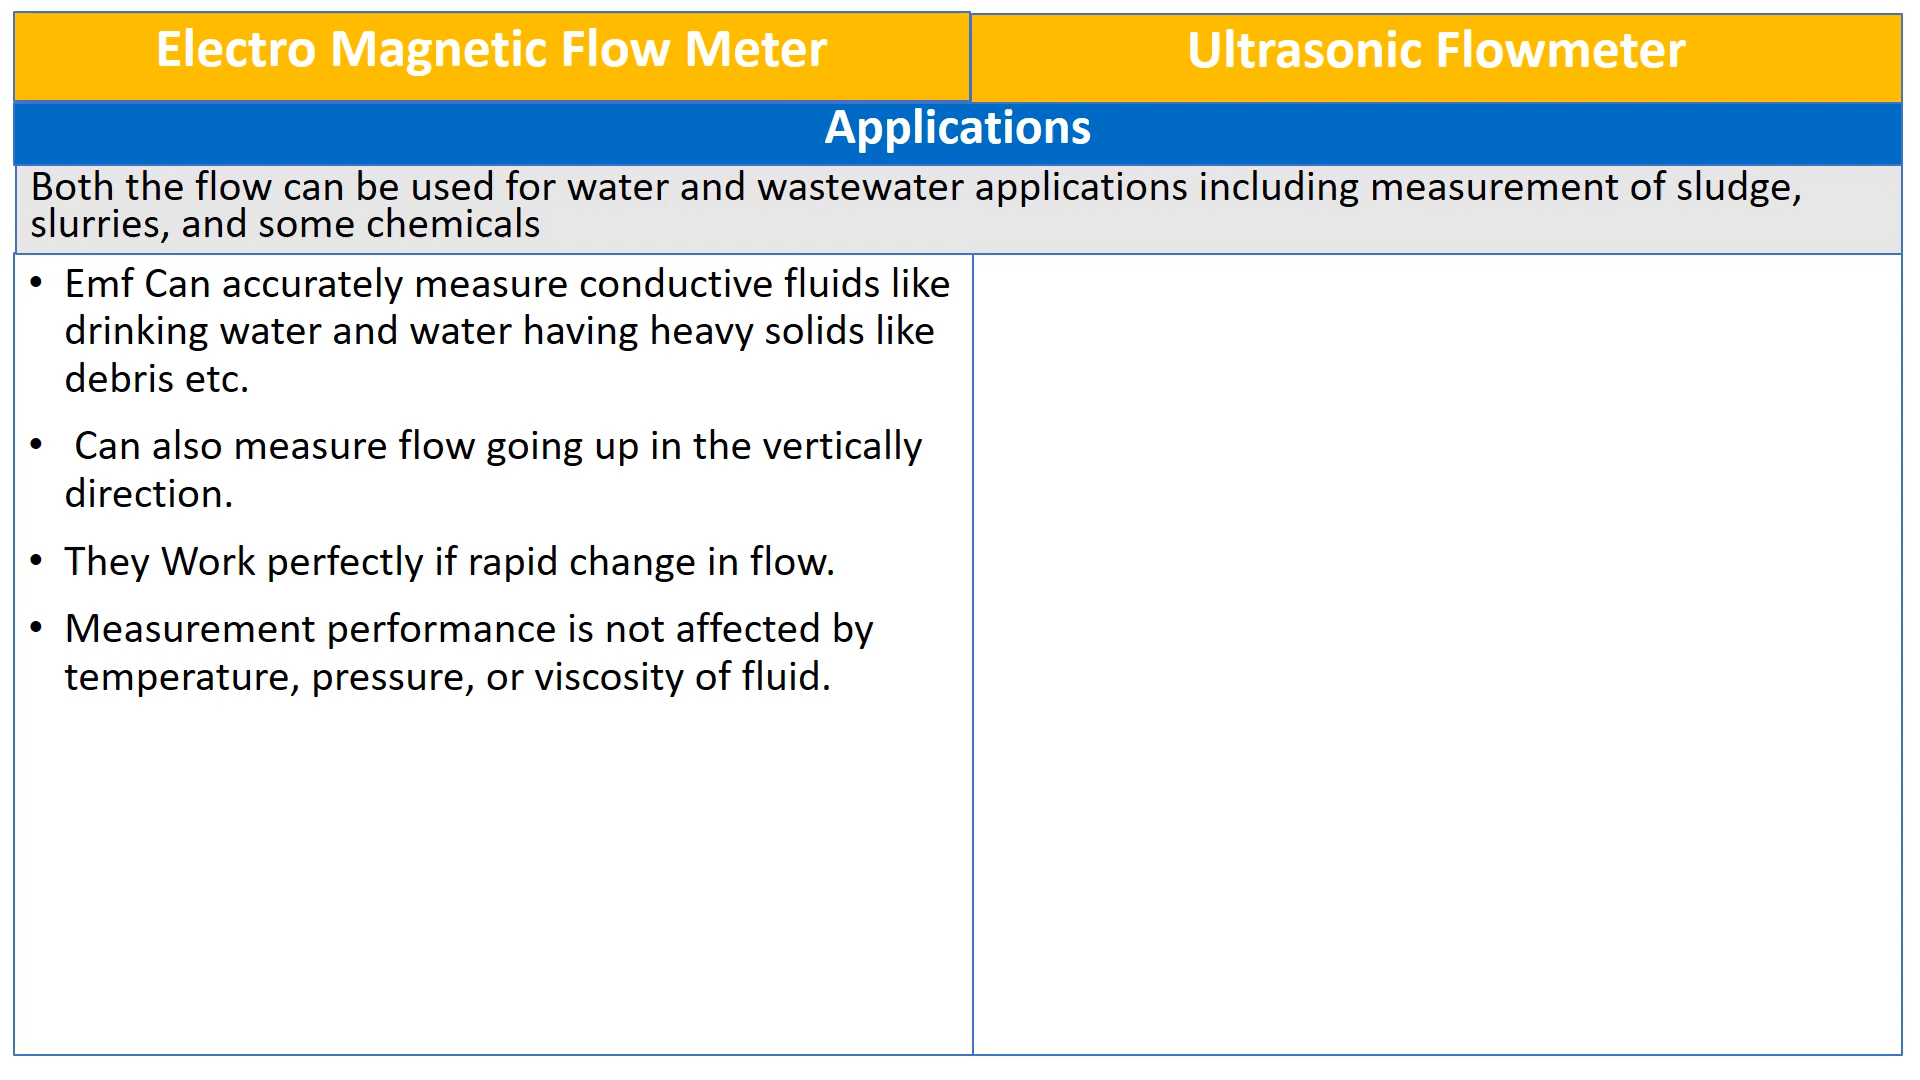 Electro Magnetic Flow Meter
Ultrasonic Flowmeter
Applications
Both the flow can be used for water and wastewater applications including measurement of sludge,
slurries, and some chemicals
• Emf Can accurately measure conductive fluids like
drinking water and water having heavy solids like
debris etc.
• Can also measure flow going up in the vertically
direction.
• They Work perfectly if rapid change in flow.
• Measurement performance is not affected by
temperature, pressure, or viscosity of fluid.